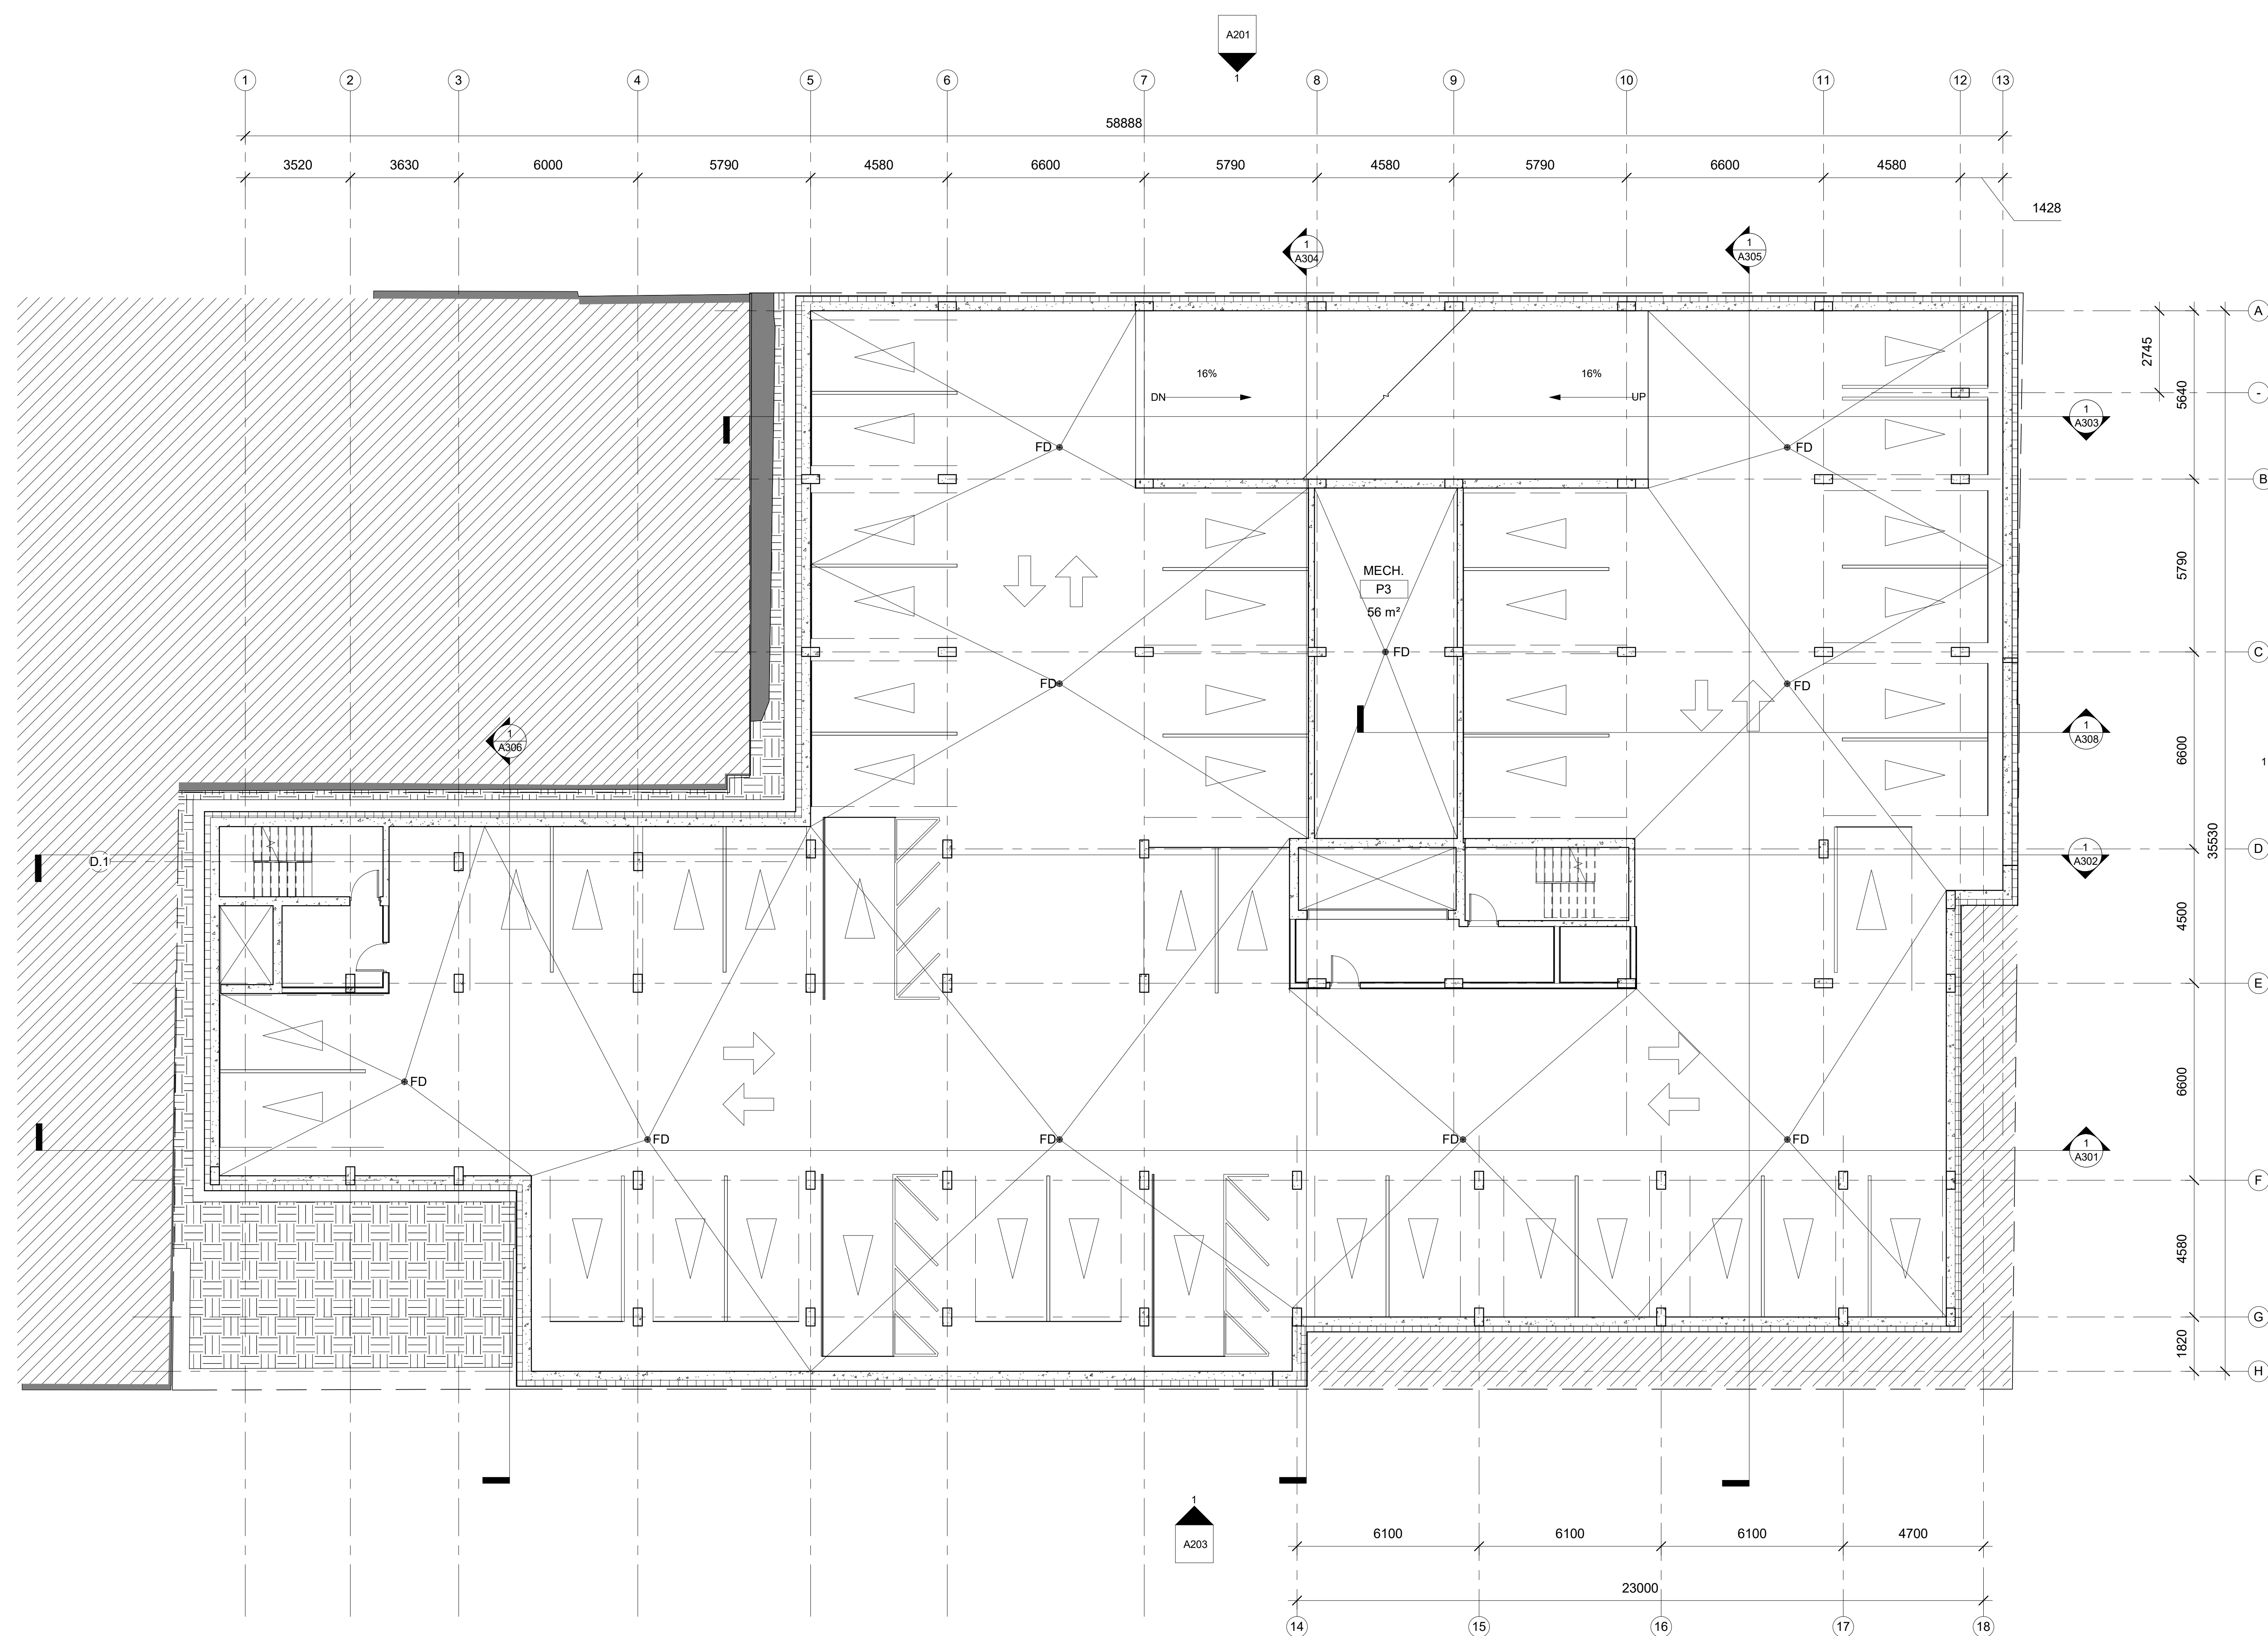 A201
1
1 2 3 4 5 6 7 8 9 10 11 12 13
58888
3520 3630 6000 5790 4580 6600 5790 4580 5790 6600 4580
1428
1
A304
1
A305
A
2745
5640
16%
16%
DN
UP
-
1
A303
FD
FD
B
5790
MECH.
P3
56 m²
FD
C
FD
FD
1
A306
1
A308
6600
1
35530
D.1
D
1
A302
4500
E
FD
6600
FD
FD
FD
FD
1
A301
F
4580
G
1820
H
1
A203
6100 6100 6100 4700
23000
14 15 16 17 18